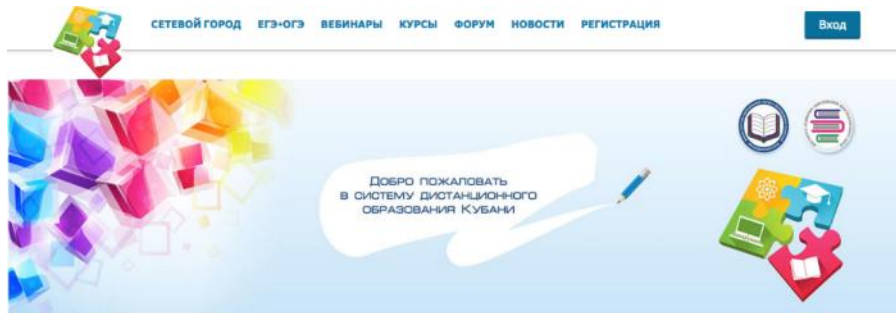 СЕТЕВОЙ ГОРОД ЕГЭ+ОГЭ ВЕБИНАРЫ КУРСЫ ФОРУМ НОВОСТИ РЕГИСТРАЦИЯ Вход
Добро пожаловать
в систему дистанционного
образования Кубани